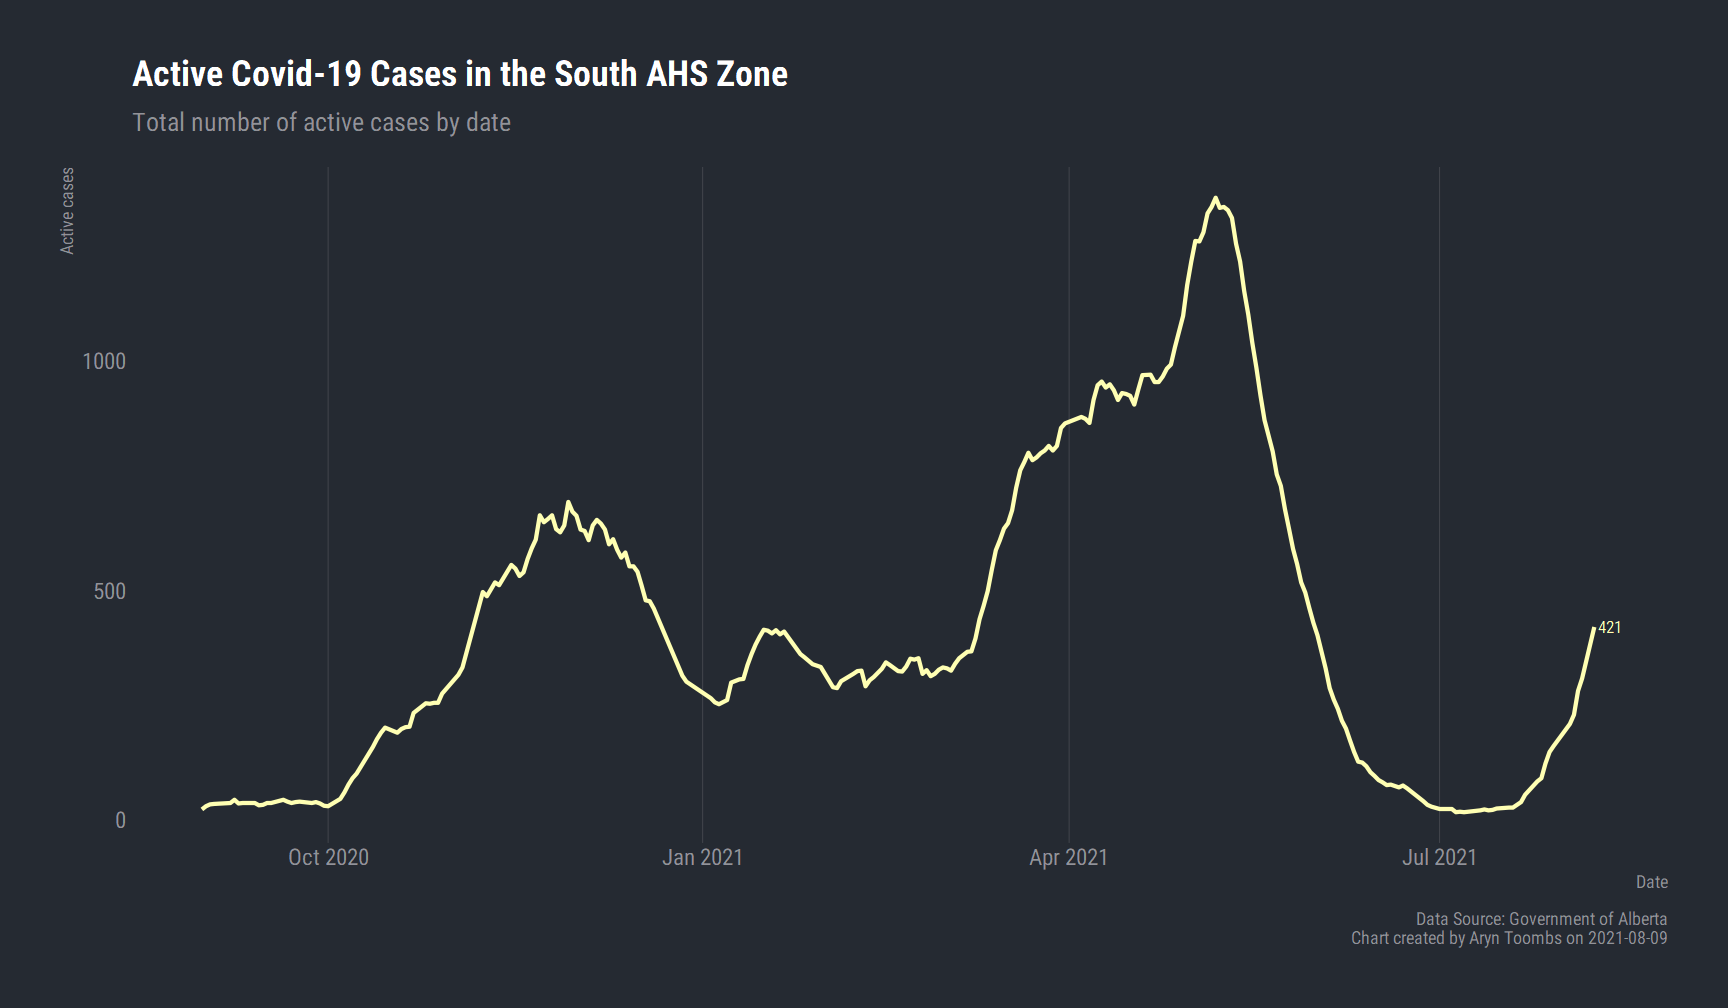 Active Covid-19 Cases in the South AHS Zone
Total number of active cases by date
Active cases
1000
500
0
421
Oct 2020
Jan 2021
Apr 2021
Jul 2021
Date
Data Source: Government of Alberta
Chart created by Aryn Toombs on 2021-08-09